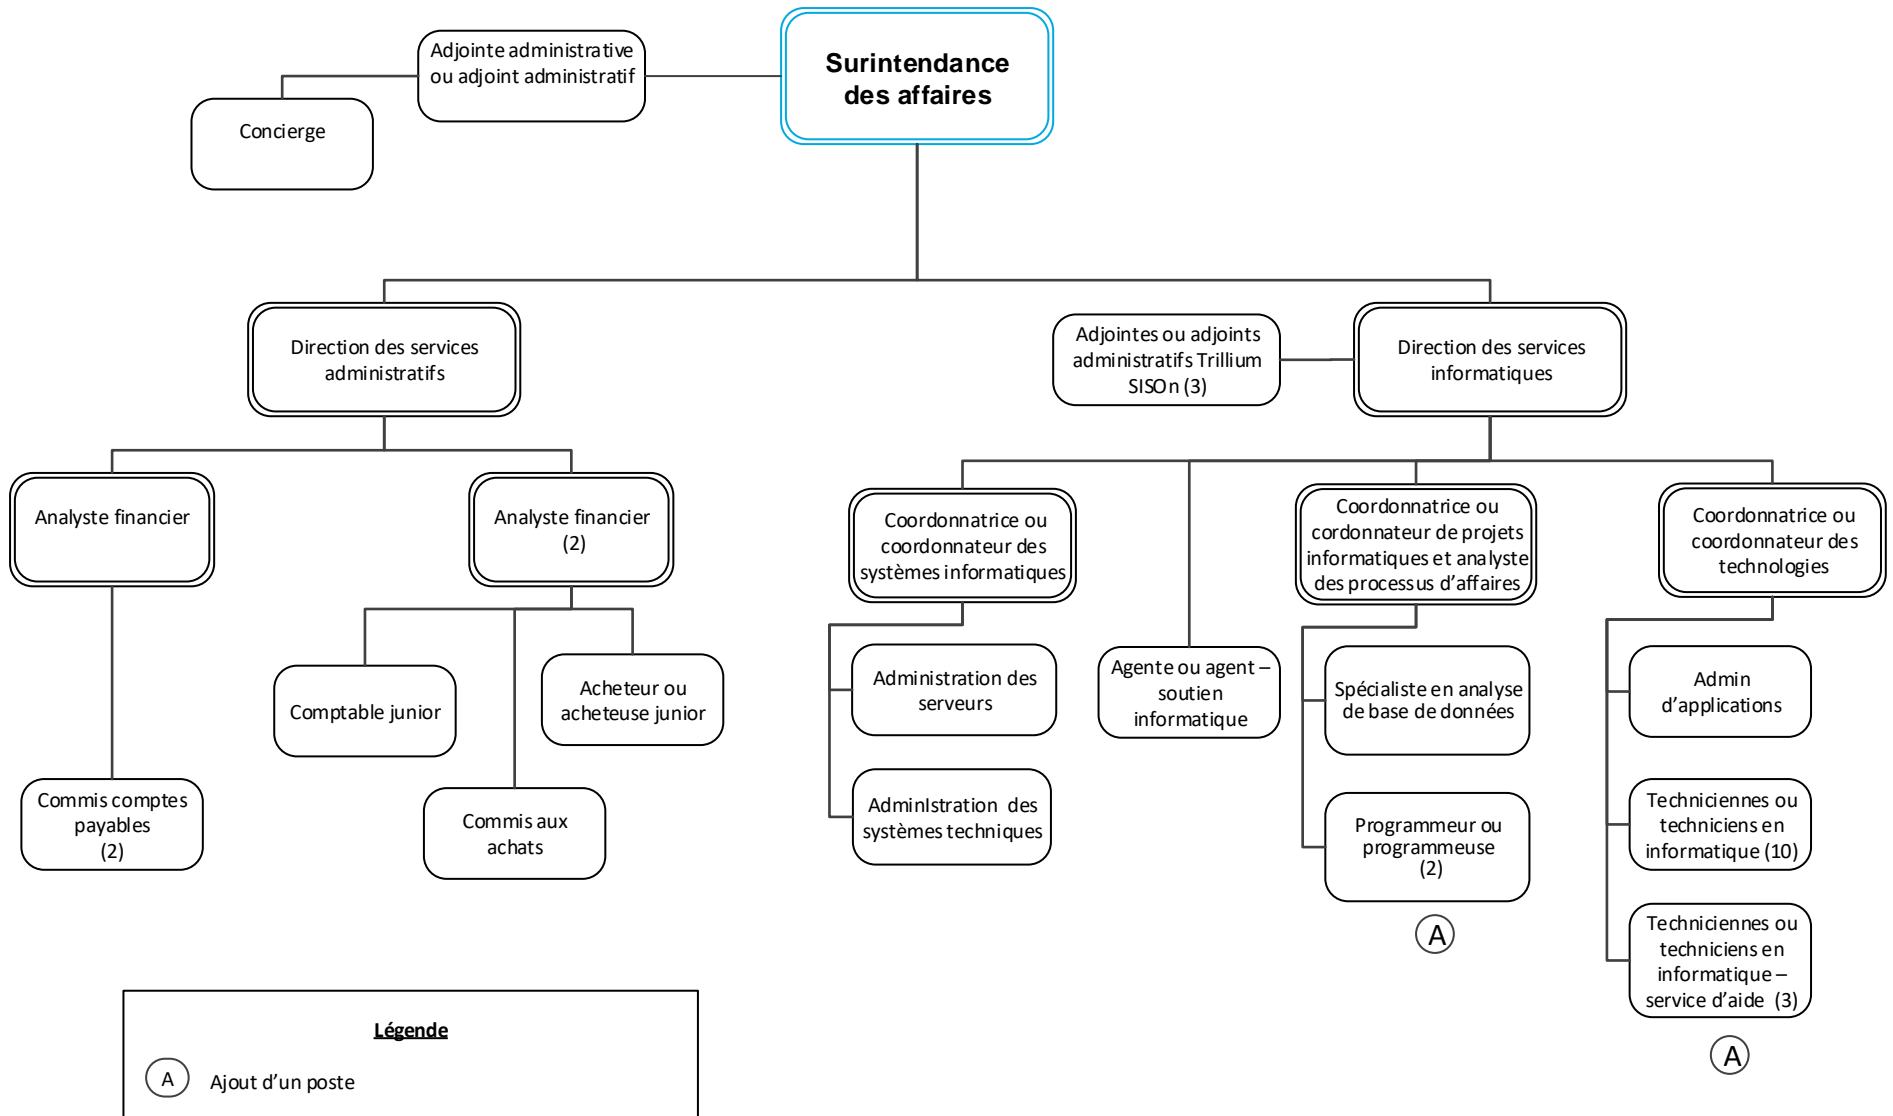 Adjointe administrative
ou adjoint administratif
Surintendance
des affaires
Concierge
Direction des services
administratifs
Adjointes ou adjoints
administratifs Trillium
SISOn (3)
Direction des services
informatiques
Analyste financier
Analyste financier
(2)
Coordonnatrice ou
coordonnateur des
systèmes informatiques
Coordonnatrice ou
cordonnateur de projets
informatiques et analyste
des processus d’affaires
Coordonnatrice ou
coordonnateur des
technologies
Comptable junior
Acheteur ou
acheteuse junior
Administration des
serveurs
Agente ou agent –
soutien
informatique
Spécialiste en analyse
de base de données
Admin
d’applications
Commis comptes
payables
(2)
Commis aux
achats
AdminIstration des
systèmes techniques
Programmeur ou
programmeuse
(2)
A
Techniciennes ou
techniciens en
informatique (10)
Techniciennes ou
techniciens en
informatique –
service d’aide (3)
A
Légende
A Ajout d’un poste